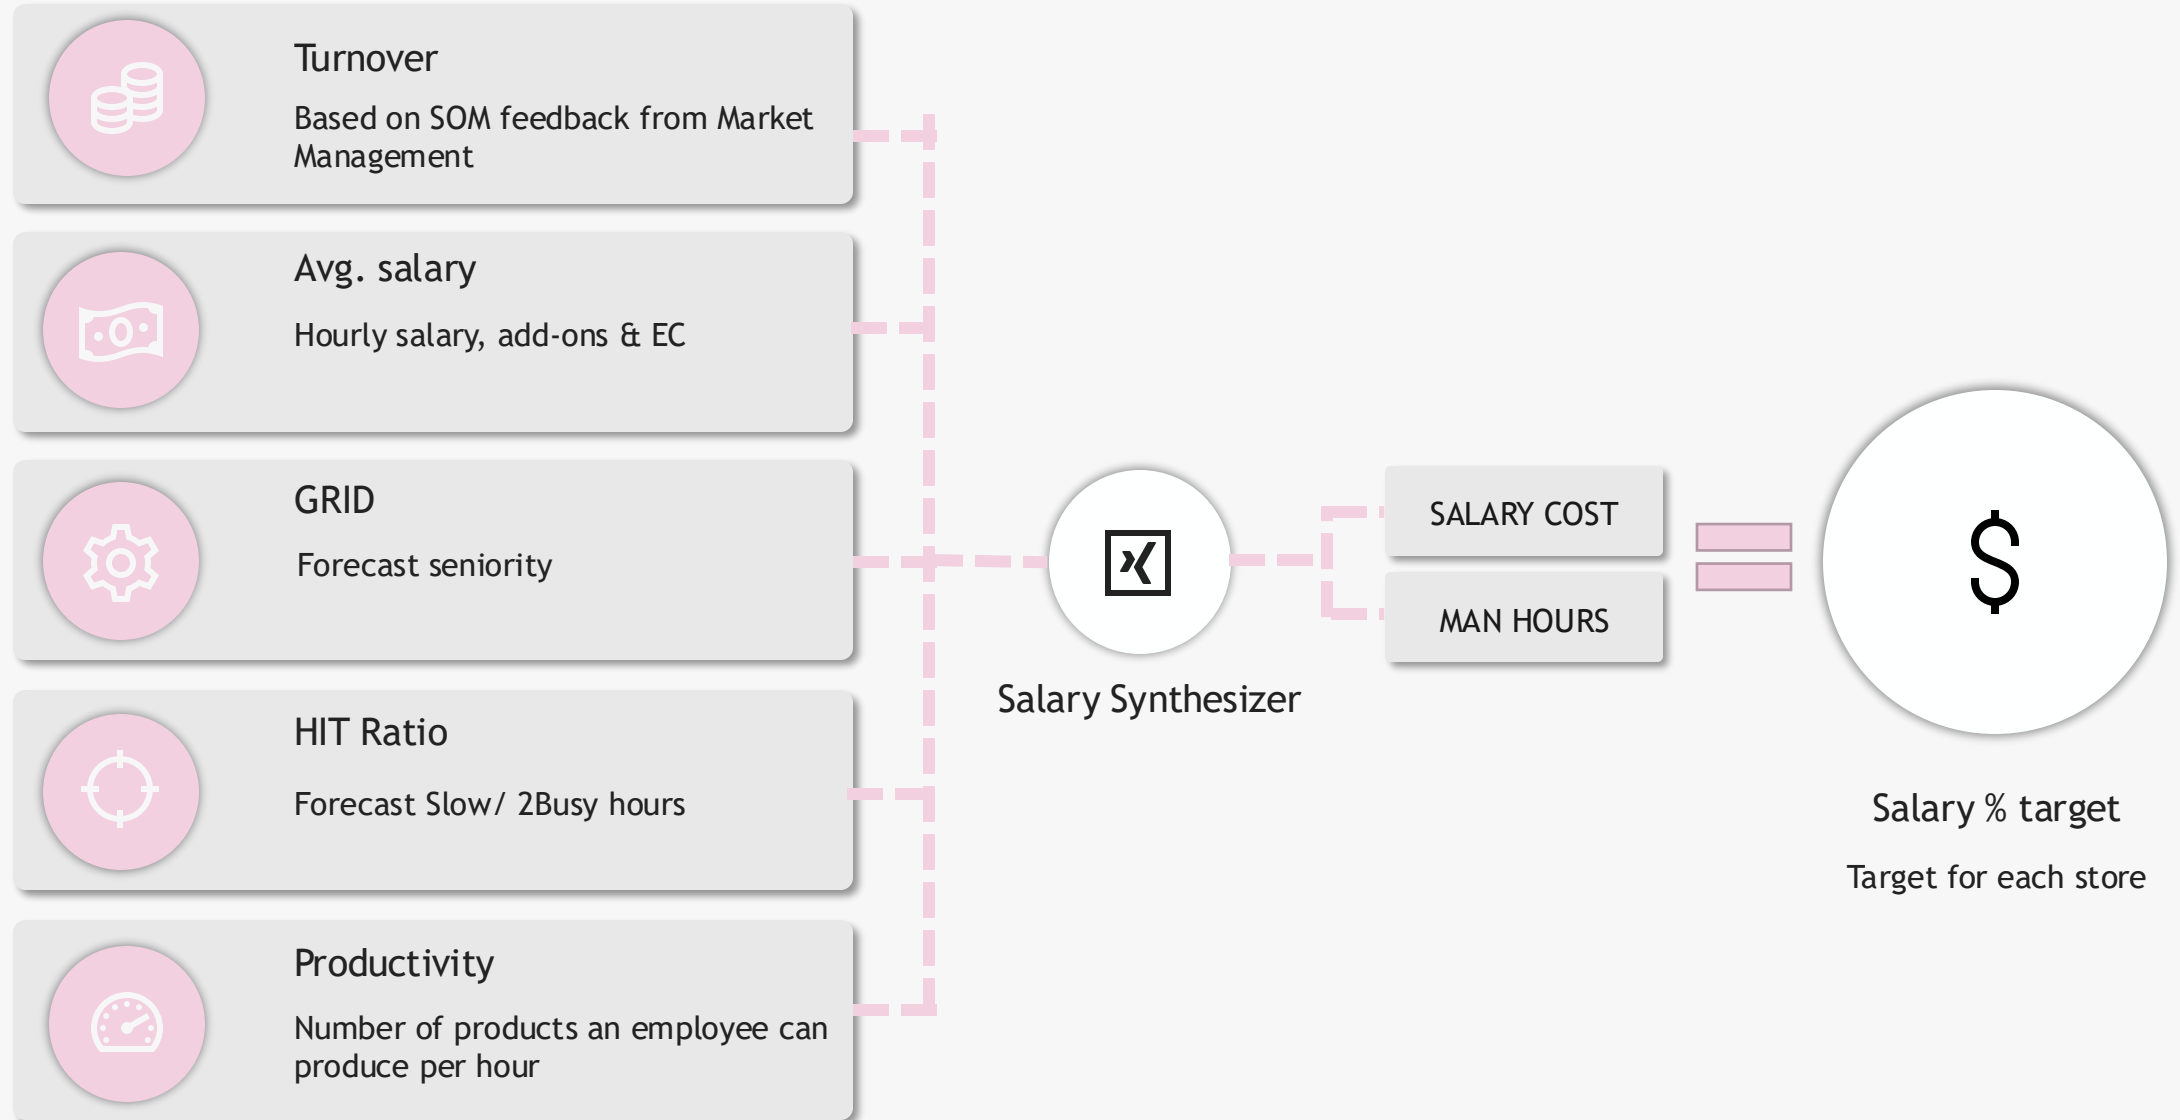 Turnover
Based on SOM feedback from Market
Management
Avg. salary
Hourly salary, add-ons & EC
GRID
Forecast seniority
HIT Ratio
Forecast Slow/ 2Busy hours
Productivity
Number of products an employee can
produce per hour
Salary Synthesizer
SALARY COST
MAN HOURS
Salary % target
Target for each store